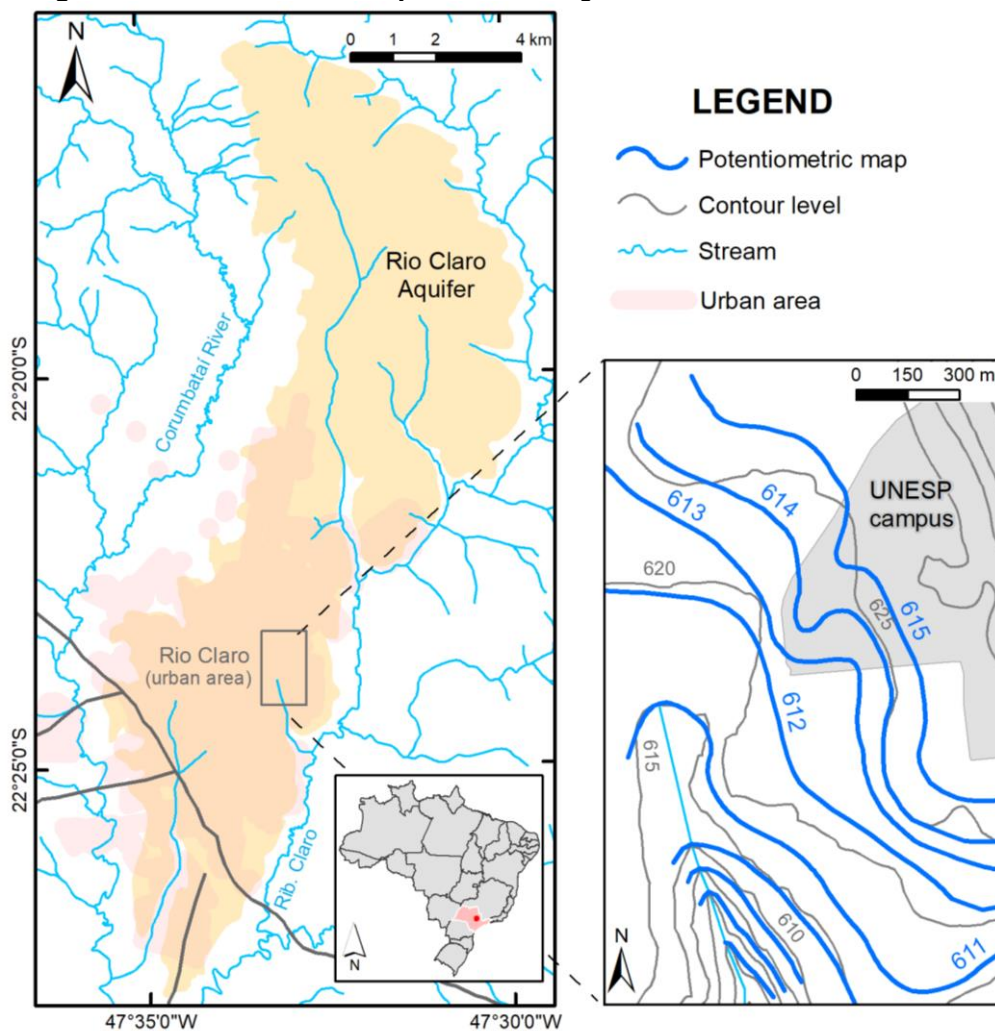 N
0 1 2 4 km
Rio Claro
Aquifer
Corumbataí River
22°20'0"S
Rio Claro
(urban area)
22°25'0"S
Rib. Claro
N
47°35'0"W
47°30'0"W
LEGEND
Potentiometric map
Contour level
Stream
Urban area
0 150 300 m
UNESP
campus
613
614
620
625
615
612
615
610
611
N